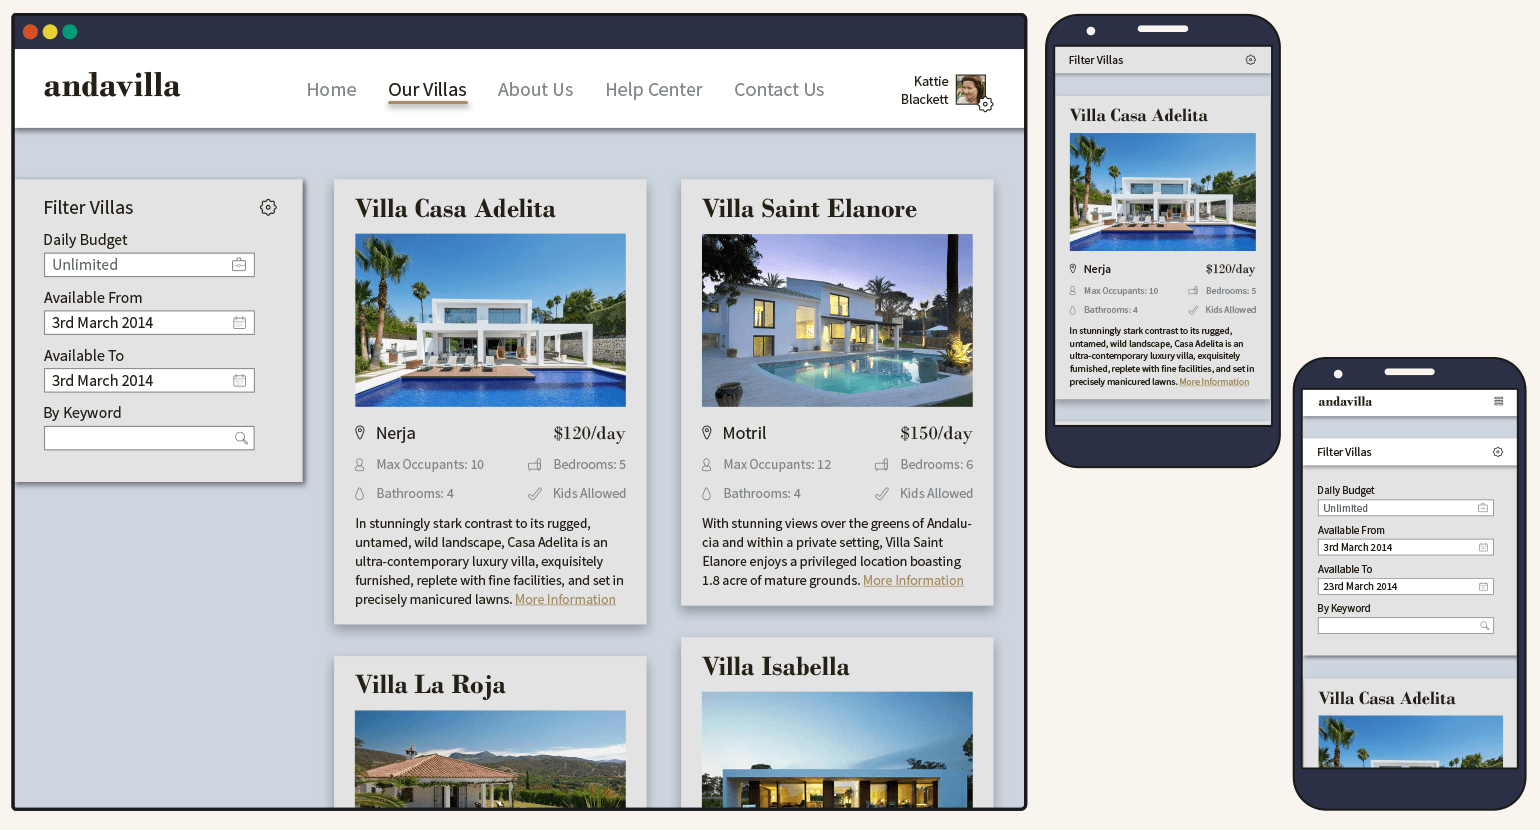 andavilla
Home
Our Villas
About Us
Help Center
Contact Us
Kattie
Blackett
Filter Villas
Daily Budget
Unlimited
Available From
3rd March 2014
Available To
3rd March 2014
By Keyword
Villa Casa Adelita
Nerja
$120/day
Max Occupants: 10
Bedrooms: 5
Bathrooms: 4
Kids Allowed
In stunningly stark contrast to its rugged,
untamed, wild landscape, Casa Adelita is an
ultra-contemporary luxury villa, exquisitely
furnished, replete with fine facilities, and set in
precisely manicured lawns. More Information
Villa La Roja
Villa Saint Elanore
Motril
$150/day
Max Occupants: 12
Bedrooms: 6
Bathrooms: 4
Kids Allowed
With stunning views over the greens of Andalu-
cia and within a private setting, Villa Saint
Elanore enjoys a privileged location boasting
1.8 acre of mature grounds. More Information
Villa Isabella
Filter Villas
Villa Casa Adelita
Nerja
$120/day
Max Occupants: 10
Bedrooms: 5
Bathrooms: 4
Kids Allowed
In stunningly stark contrast to its rugged,
untamed, wild landscape, Casa Adelita is an
ultra-contemporary luxury villa, exquisitely
furnished, replete with fine facilities, and set in
precisely manicured lawns. More Information
andavilla
Filter Villas
Daily Budget
Unlimited
Available From
3rd March 2014
Available To
23rd March 2014
By Keyword
Villa Casa Adelita